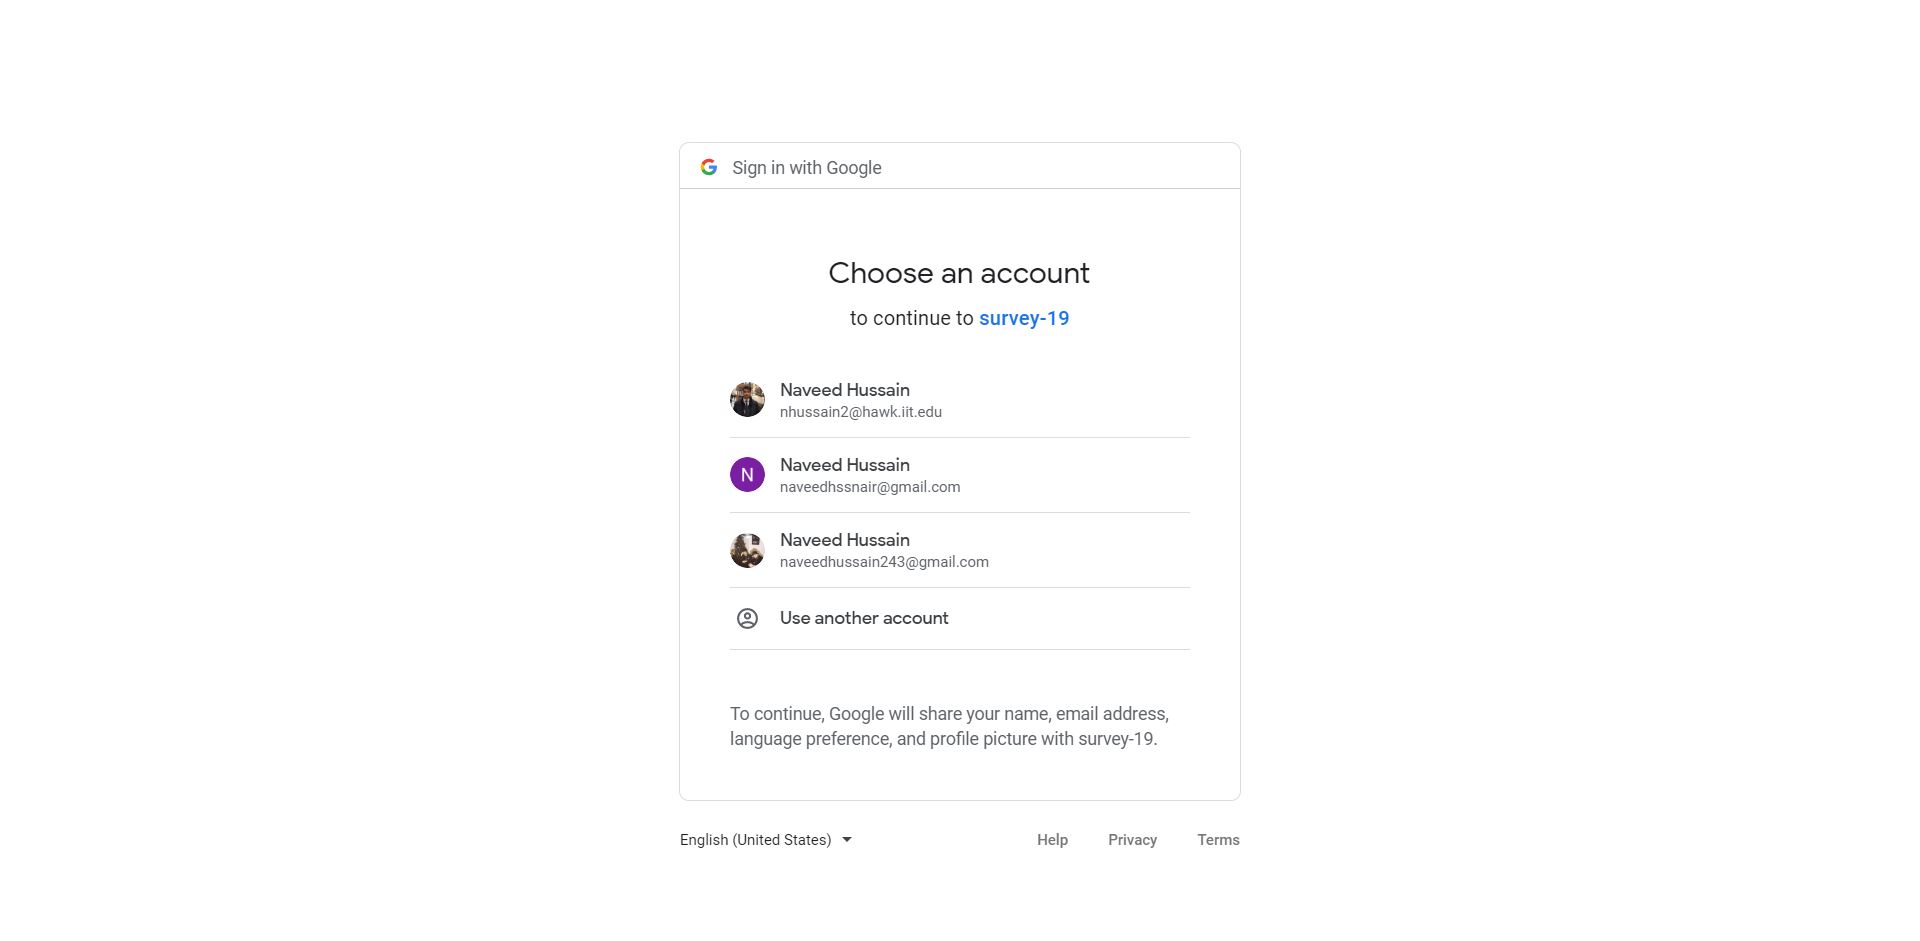 Sign in with Google
Choose an account
to continue to survey-19
Naveed Hussain
nhussain2@hawk.iit.edu
N
Naveed Hussain
naveedhssnair@gmail.com
Naveed Hussain
naveedhussain243@gmail.com
Use another account
To continue, Google will share your name, email address,
language preference, and profile picture with survey-19.
English (United States)
Help Privacy Terms